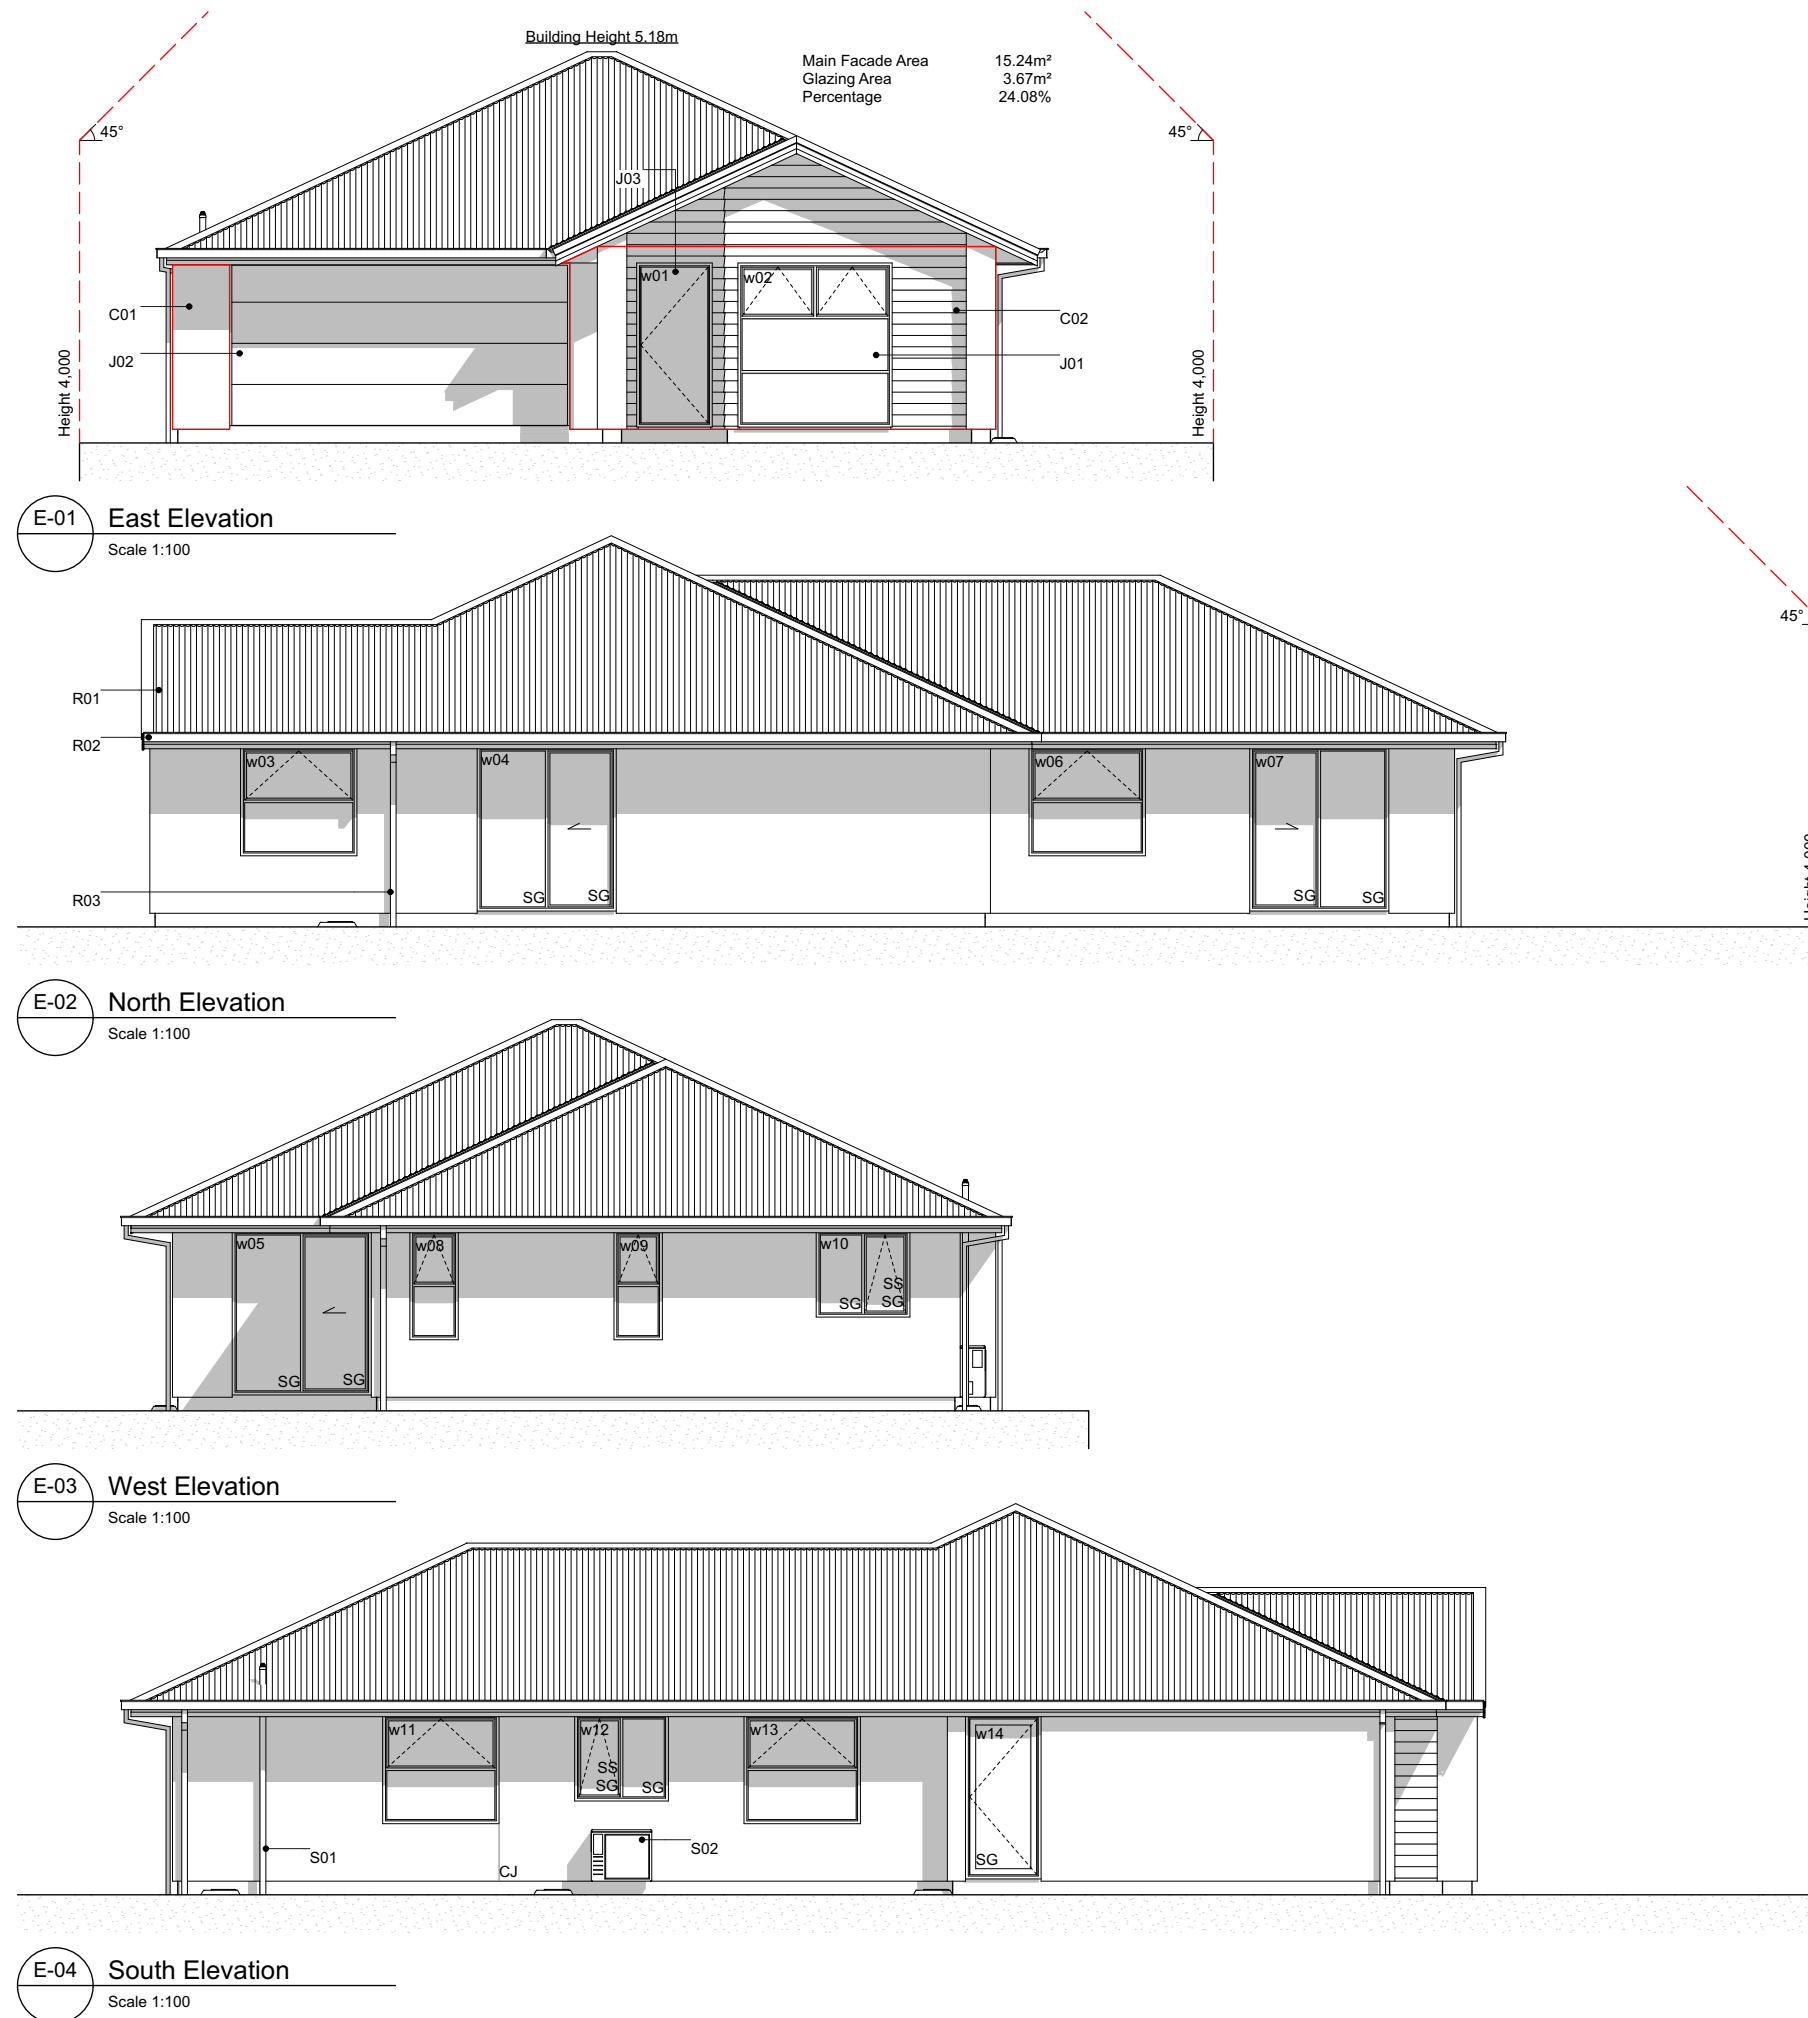 Building Height 5.18m
Main Facade Area 15.24m²
Glazing Area 3.67m²
Percentage 24.08%
45°
45°
J03
w01
w02
C01
C02
J02
J01
Height 4,000
Height 4,000
E-01 East Elevation
Scale 1:100
45°
R01
R02
w03
w04
w06
w07
R03
SG
SG
SG
SG
Height 4,000
E-02 North Elevation
Scale 1:100
w05
w08
w09
w10
SS
SG
SG
SG
SG
E-03 West Elevation
Scale 1:100
w11
w12
w13
w14
SS
SG
SG
S01
S02
CJ
SG
E-04 South Elevation
Scale 1:100